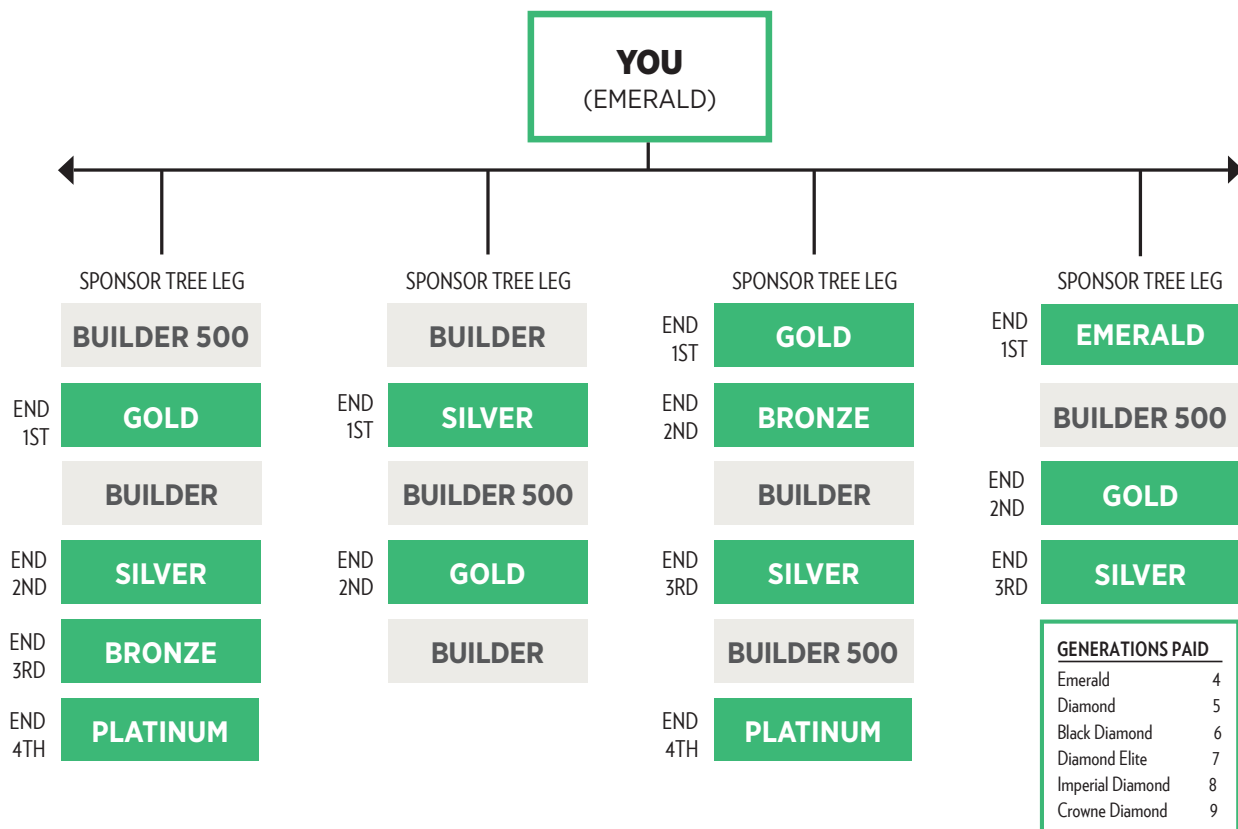 YOU
(EMERALD)
SPONSOR TREE LEG
BUILDER 500
END
1ST
GOLD
BUILDER
END
2ND
SILVER
END
3RD
BRONZE
END
4TH
PLATINUM
SPONSOR TREE LEG
BUILDER
END
1ST
SILVER
BUILDER 500
END
2ND
GOLD
BUILDER
SPONSOR TREE LEG
END
1ST
GOLD
END
2ND
BRONZE
BUILDER
END
3RD
SILVER
BUILDER 500
END
4TH
PLATINUM
SPONSOR TREE LEG
END
1ST
EMERALD
BUILDER 500
END
2ND
GOLD
END
3RD
SILVER
GENERATIONS PAID
Emerald 4
Diamond 5
Black Diamond 6
Diamond Elite 7
Imperial Diamond 8
Crowne Diamond 9